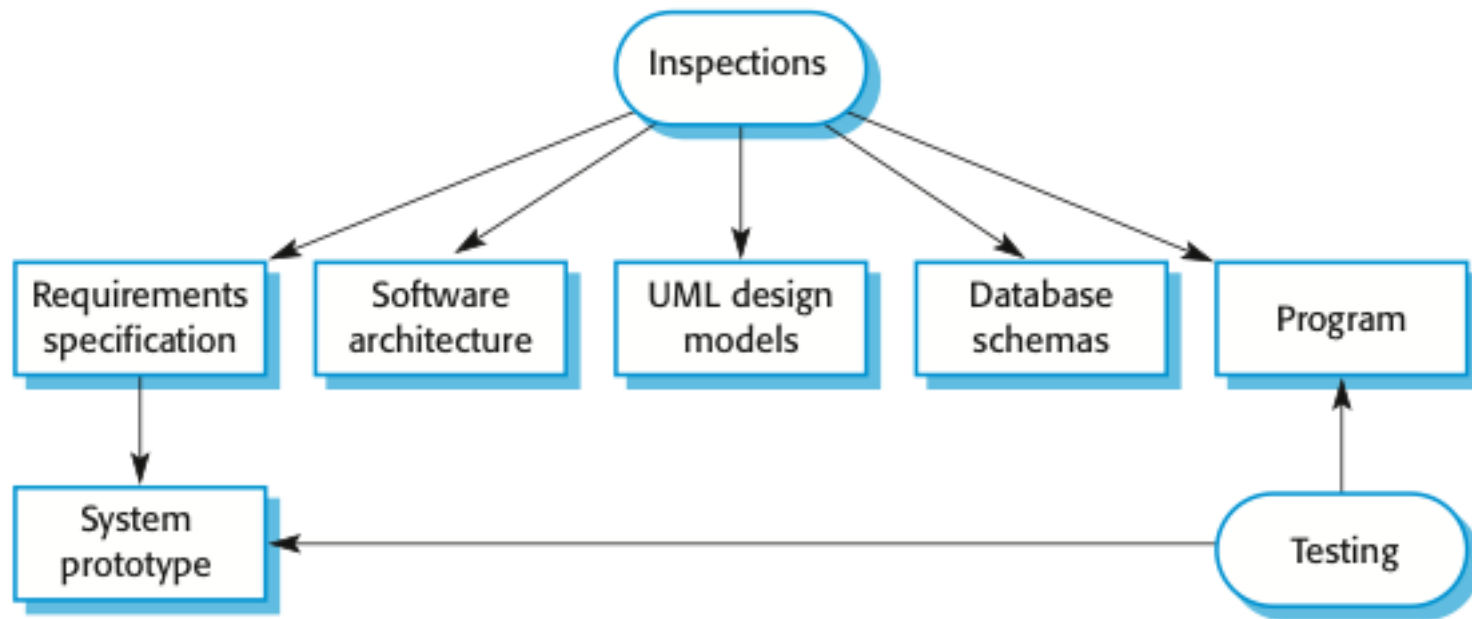 Inspections
Requirements
specification
Software
architecture
UML design
models
Database
schemas
Program
System
prototype
Testing